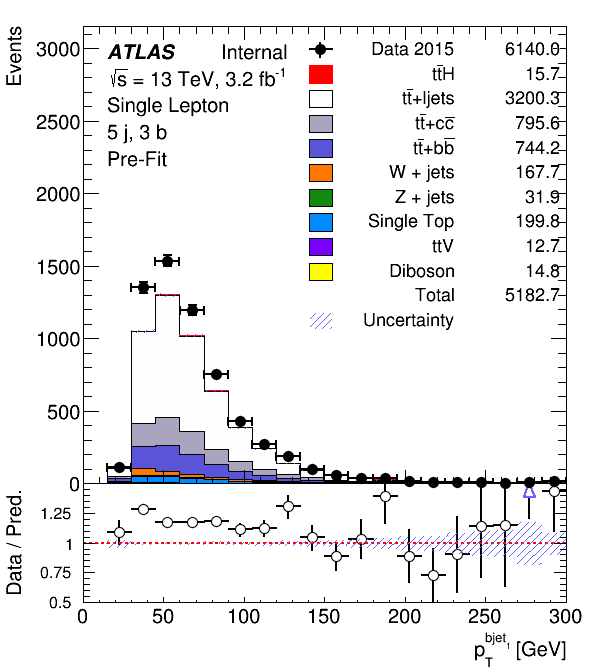 Events
3000
2500
2000
1500
1000
500
0
ATLAS Internal
√s = 13 TeV, 3.2 fb⁻¹
Single Lepton
5 j, 3 b
Pre-Fit
Data 2015 6140.0
tt̅H 15.7
tt̅+ljets 3200.3
tt̅+cc̅ 795.6
tt̅+bb̅ 744.2
W + jets 167.7
Z + jets 31.9
Single Top 199.8
ttV 12.7
Diboson 14.8
Total 5182.7
Uncertainty
Data / Pred.
1.25
1
0.75
0.5
0 50 100 150 200 250 300
p_T^bjet, [GeV]